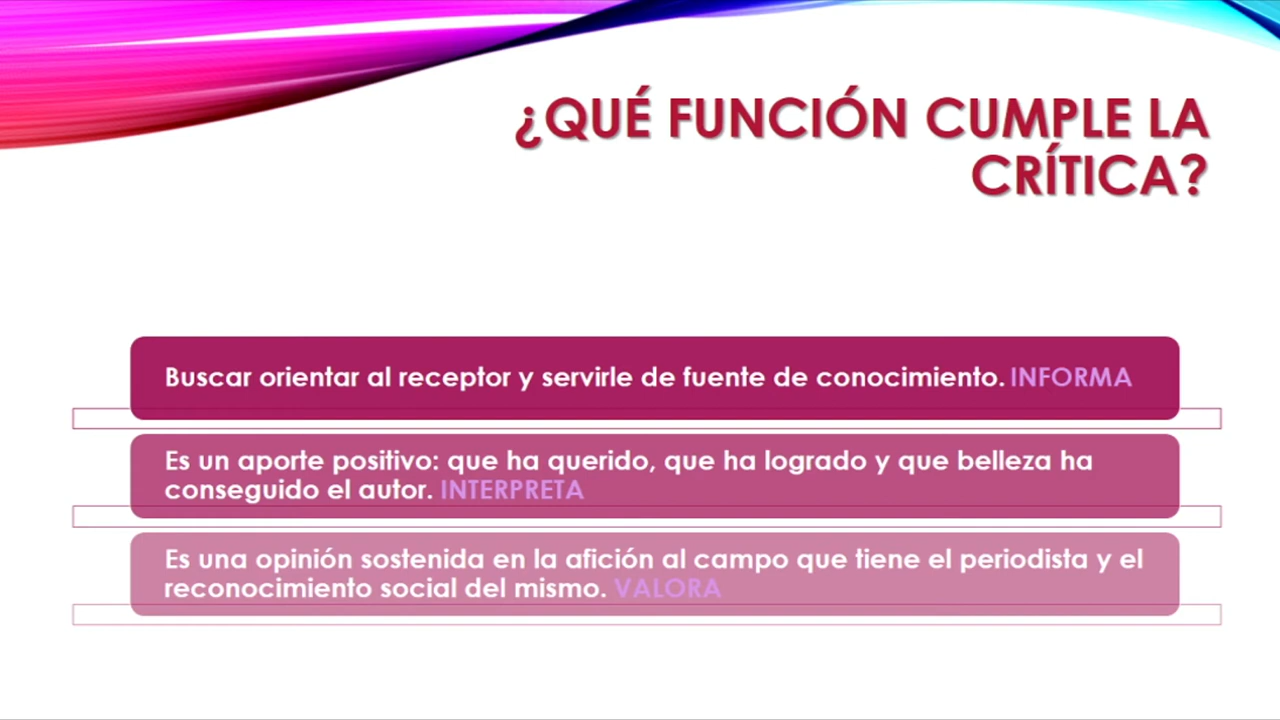 ¿QUÉ FUNCIÓN CUMPLE LA
CRÍTICA?
Buscar orientar al receptor y servirle de fuente de conocimiento. INFORMA
Es un aporte positivo: que ha querido, que ha logrado y que belleza ha
conseguido el autor. INTERPRETA
Es una opinión sostenida en la afición al campo que tiene el periodista y el
reconocimiento social del mismo. VALORA